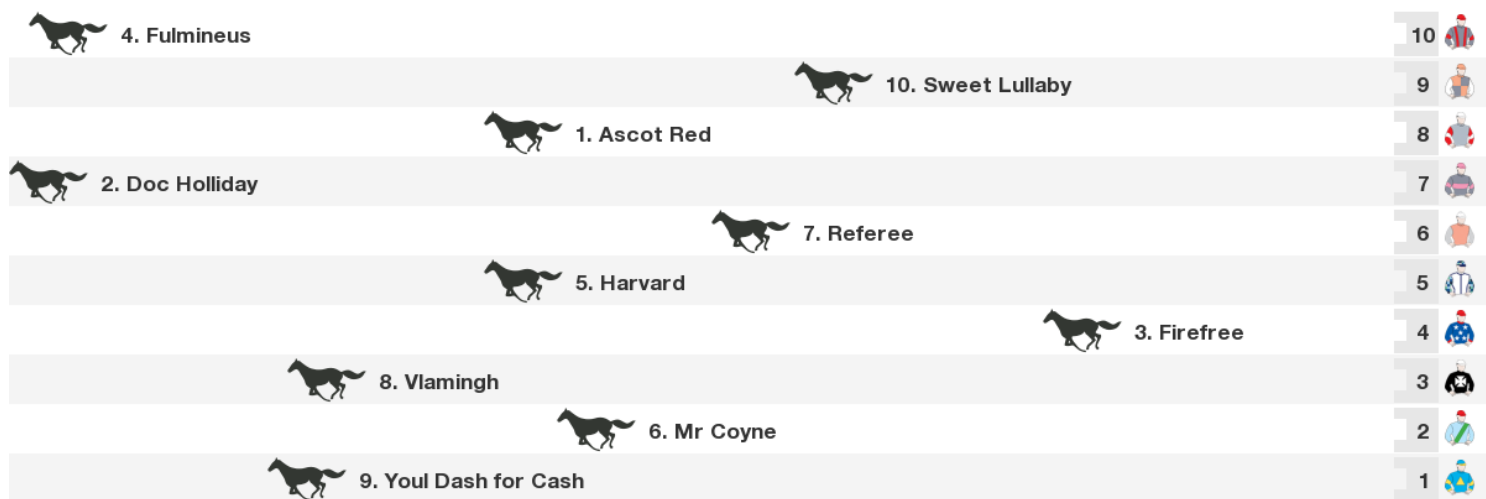 4. Fulmineus 10
10. Sweet Lullaby 9
1. Ascot Red 8
2. Doc Holliday 7
7. Referee 6
5. Harvard 5
3. Firefree 4
8. Vlamingh 3
6. Mr Coyne 2
9. Youl Dash for Cash 1